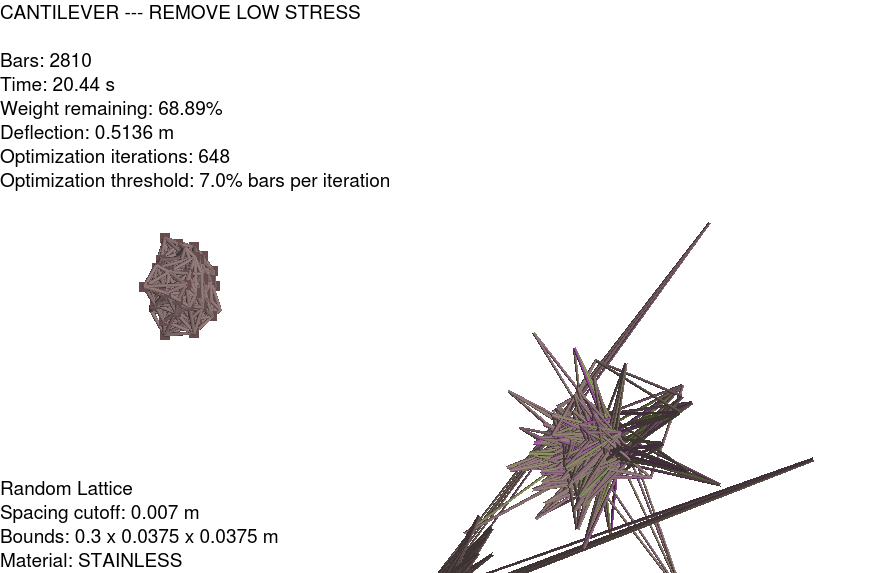 CANTILEVER --- REMOVE LOW STRESS
Bars: 2810
Time: 20.44 s
Weight remaining: 68.89%
Deflection: 0.5136 m
Optimization iterations: 648
Optimization threshold: 7.0% bars per iteration
Random Lattice
Spacing cutoff: 0.007 m
Bounds: 0.3 x 0.0375 x 0.0375 m
Material: STAINLESS